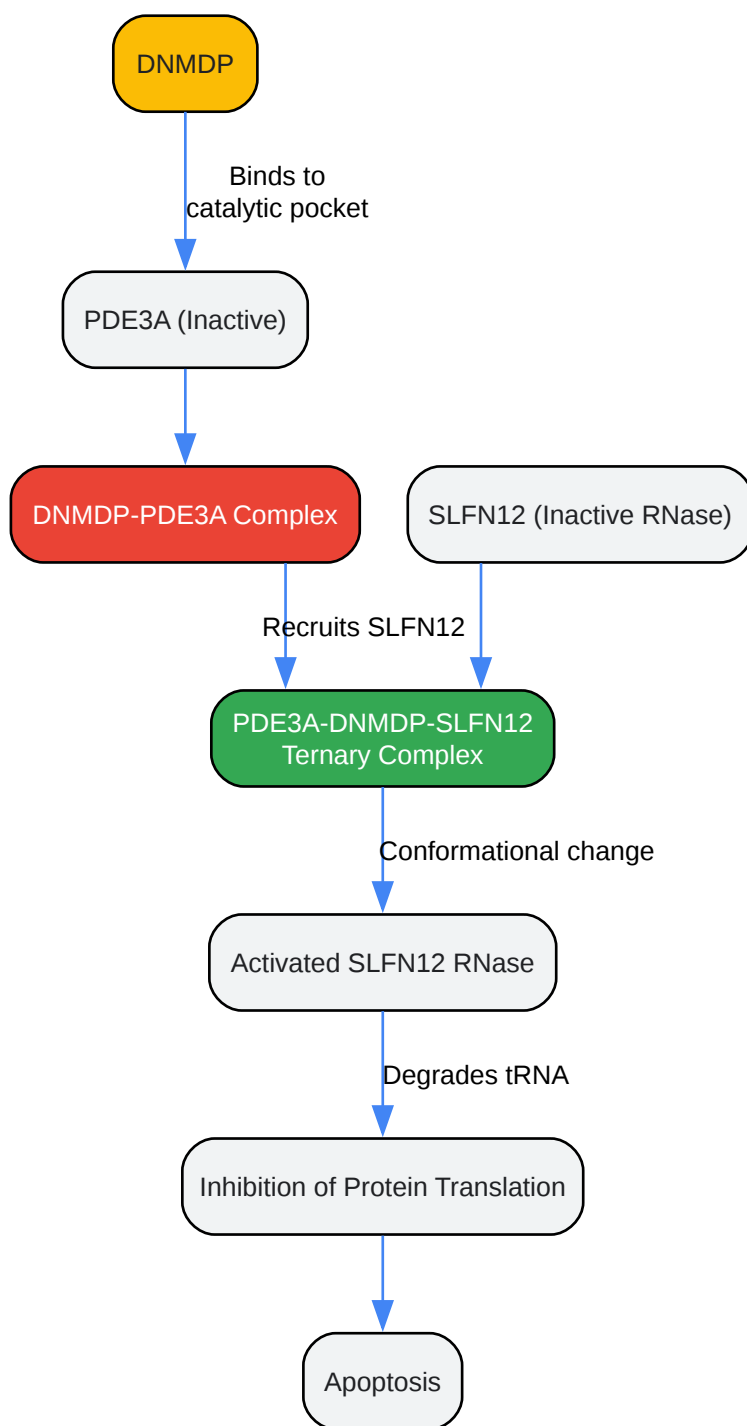 DNMDP
Binds to
catalytic pocket
PDE3A (Inactive)
DNMDP-PDE3A Complex
SLFN12 (Inactive RNase)
Recruits SLFN12
PDE3A-DNMDP-SLFN12
Ternary Complex
Conformational change
Activated SLFN12 RNase
Degrades tRNA
Inhibition of Protein Translation
Apoptosis